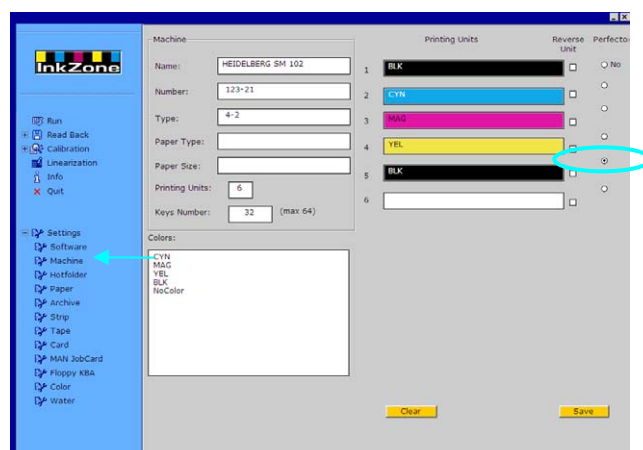 InkZone
Run
Read Back
Calibration
Linearization
Info
Quit
Settings
Software
Machine
Hotfolder
Paper
Archive
Strip
Tape
Card
MAN JobCard
Floppy KBA
Color
Water
Machine
Name: HEIDELBERG SM 102
Number: 123-21
Type: 4-2
Paper Type:
Paper Size:
Printing Units: 6
Keys Number: 32 (max 64)
Colors:
CYN
MAG
YEL
BLK
NoColor
Printing Units Reverse Unit Perfecto
1 BLK No
2 CYN
3 MAG
4 YEL
5 BLK
6
Clear Save